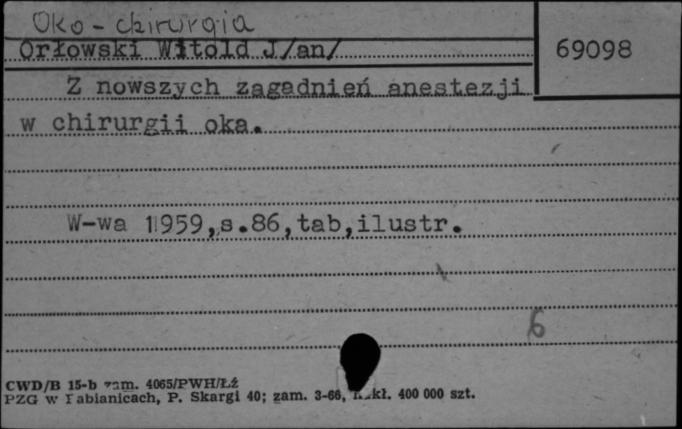 Oko - chirurgia
Orłowski Witold J/an/
69098
Z nowszych zagadnień anestezji
w chirurgii oka.
W-wa 1959,s.86,tab,ilustr.
6
CWD/B 15-b zam. 4065/PWH/Łź
PZG w Pabianicach, P. Skargi 40; zam. 3-66, nakł. 400 000 szt.